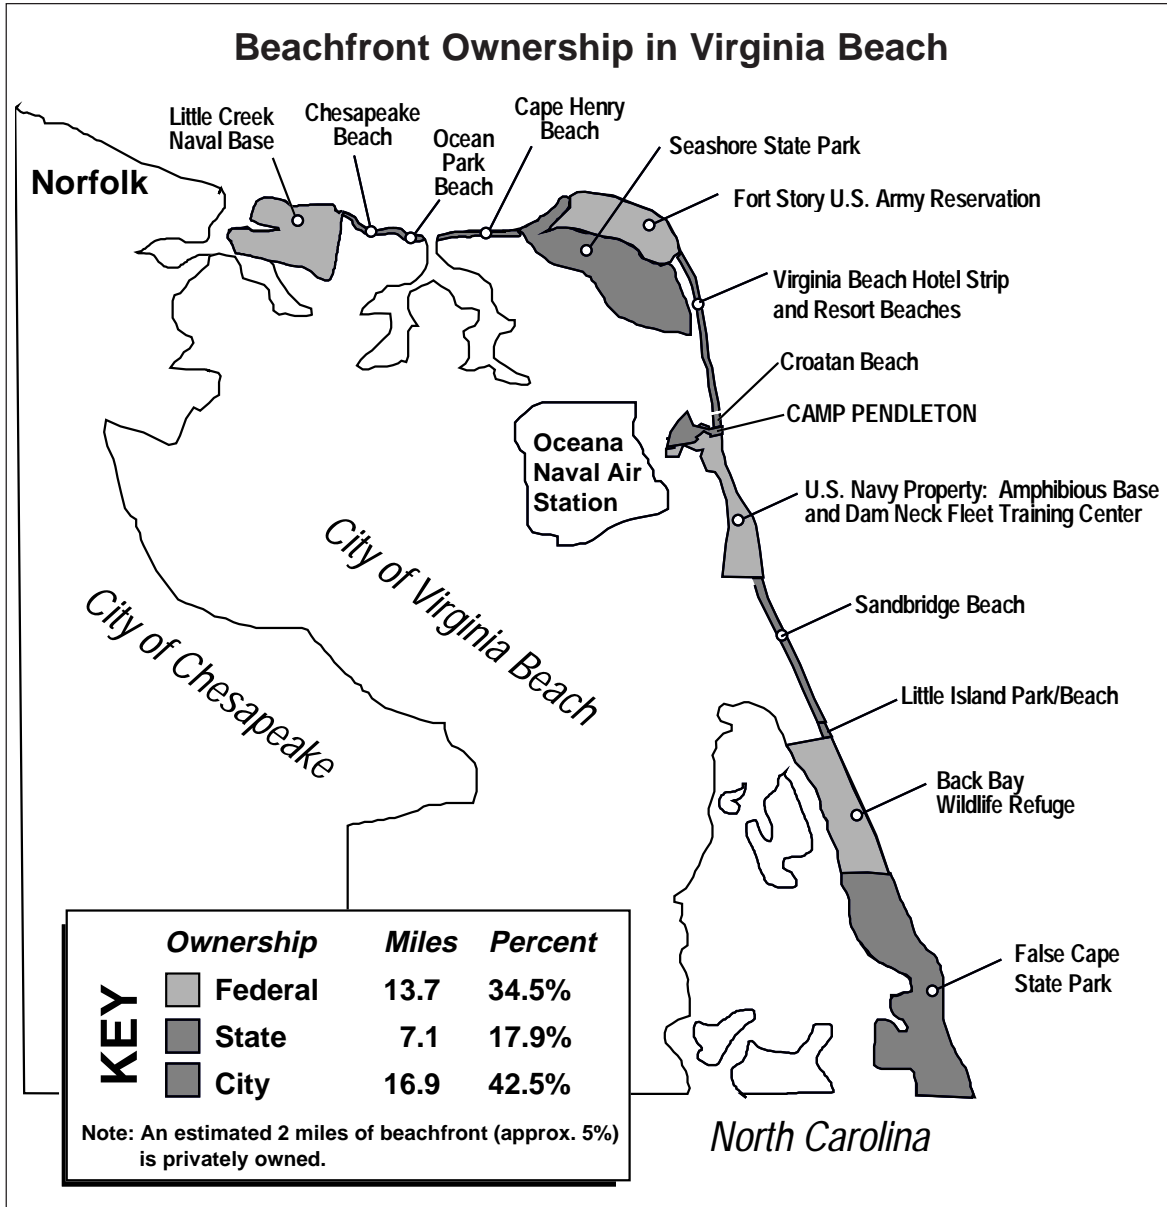 Beachfront Ownership in Virginia Beach
Little Creek
Naval Base
Chesapeake
Beach
Ocean
Park
Beach
Cape Henry
Beach
Seashore State Park
Norfolk
Fort Story U.S. Army Reservation
Virginia Beach Hotel Strip
and Resort Beaches
Croatan Beach
CAMP PENDLETON
Oceana
Naval Air
Station
U.S. Navy Property: Amphibious Base
and Dam Neck Fleet Training Center
City of Virginia Beach
City of Chesapeake
Sandbridge Beach
Little Island Park/Beach
Back Bay
Wildlife Refuge
False Cape
State Park
North Carolina
KEY
Ownership Miles Percent
Federal 13.7 34.5%
State 7.1 17.9%
City 16.9 42.5%
Note: An estimated 2 miles of beachfront (approx. 5%)
is privately owned.